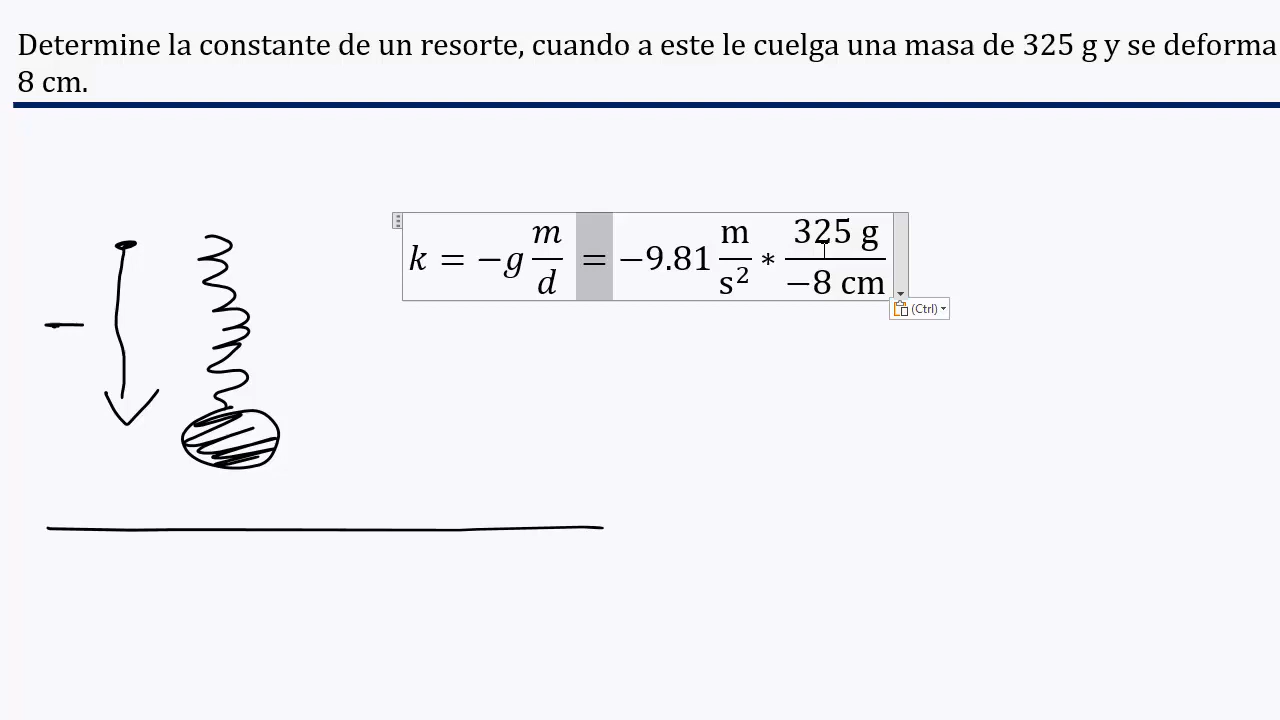 Determine la constante de un resorte, cuando a este le cuelga una masa de 325 g y se deforma
8 cm.
k = −g m/d = −9.81 m/s² * 325 g/−8 cm
(Ctrl)
−